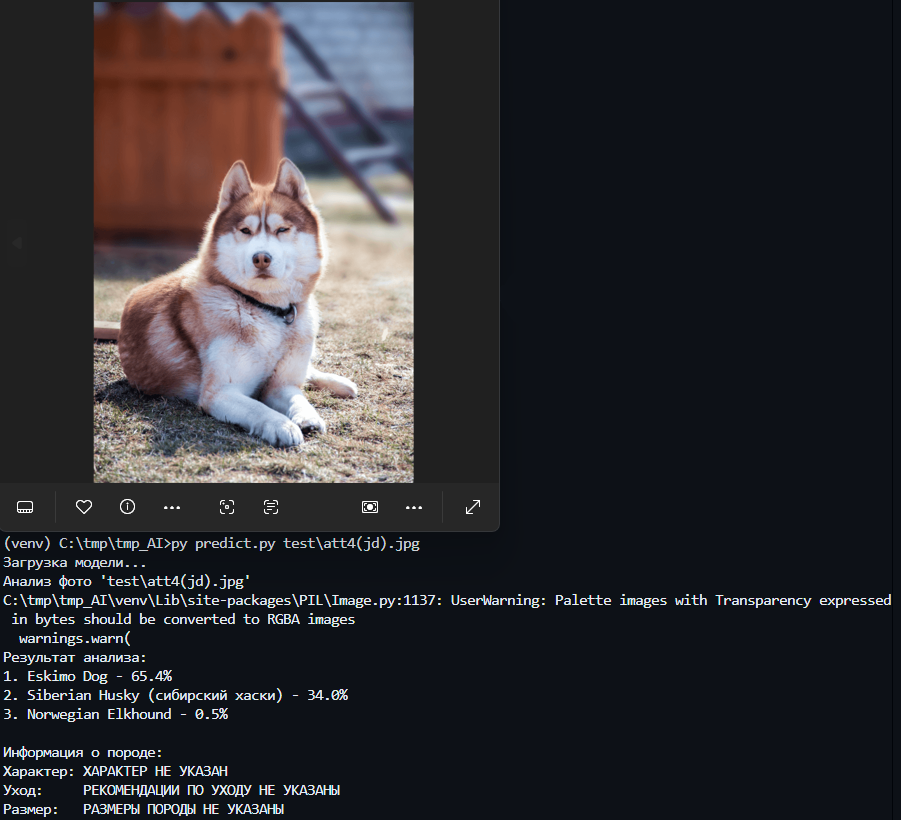 (venv) C:\tmp\tmp_AI>py predict.py test\att4(jd).jpg
Загрузка модели...
Анализ фото 'test\att4(jd).jpg'
C:\tmp\tmp_AI\venv\Lib\site-packages\PIL\Image.py:1137: UserWarning: Palette images with Transparency expressed
 in bytes should be converted to RGBA images
  warnings.warn(
Результат анализа:
1. Eskimo Dog - 65.4%
2. Siberian Husky (сибирский хаски) - 34.0%
3. Norwegian Elkhound - 0.5%

Информация о породе:
Характер: ХАРАКТЕР НЕ УКАЗАН
Уход:     РЕКОМЕНДАЦИИ ПО УХОДУ НЕ УКАЗАНЫ
Размер:   РАЗМЕРЫ ПОРОДЫ НЕ УКАЗАНЫ